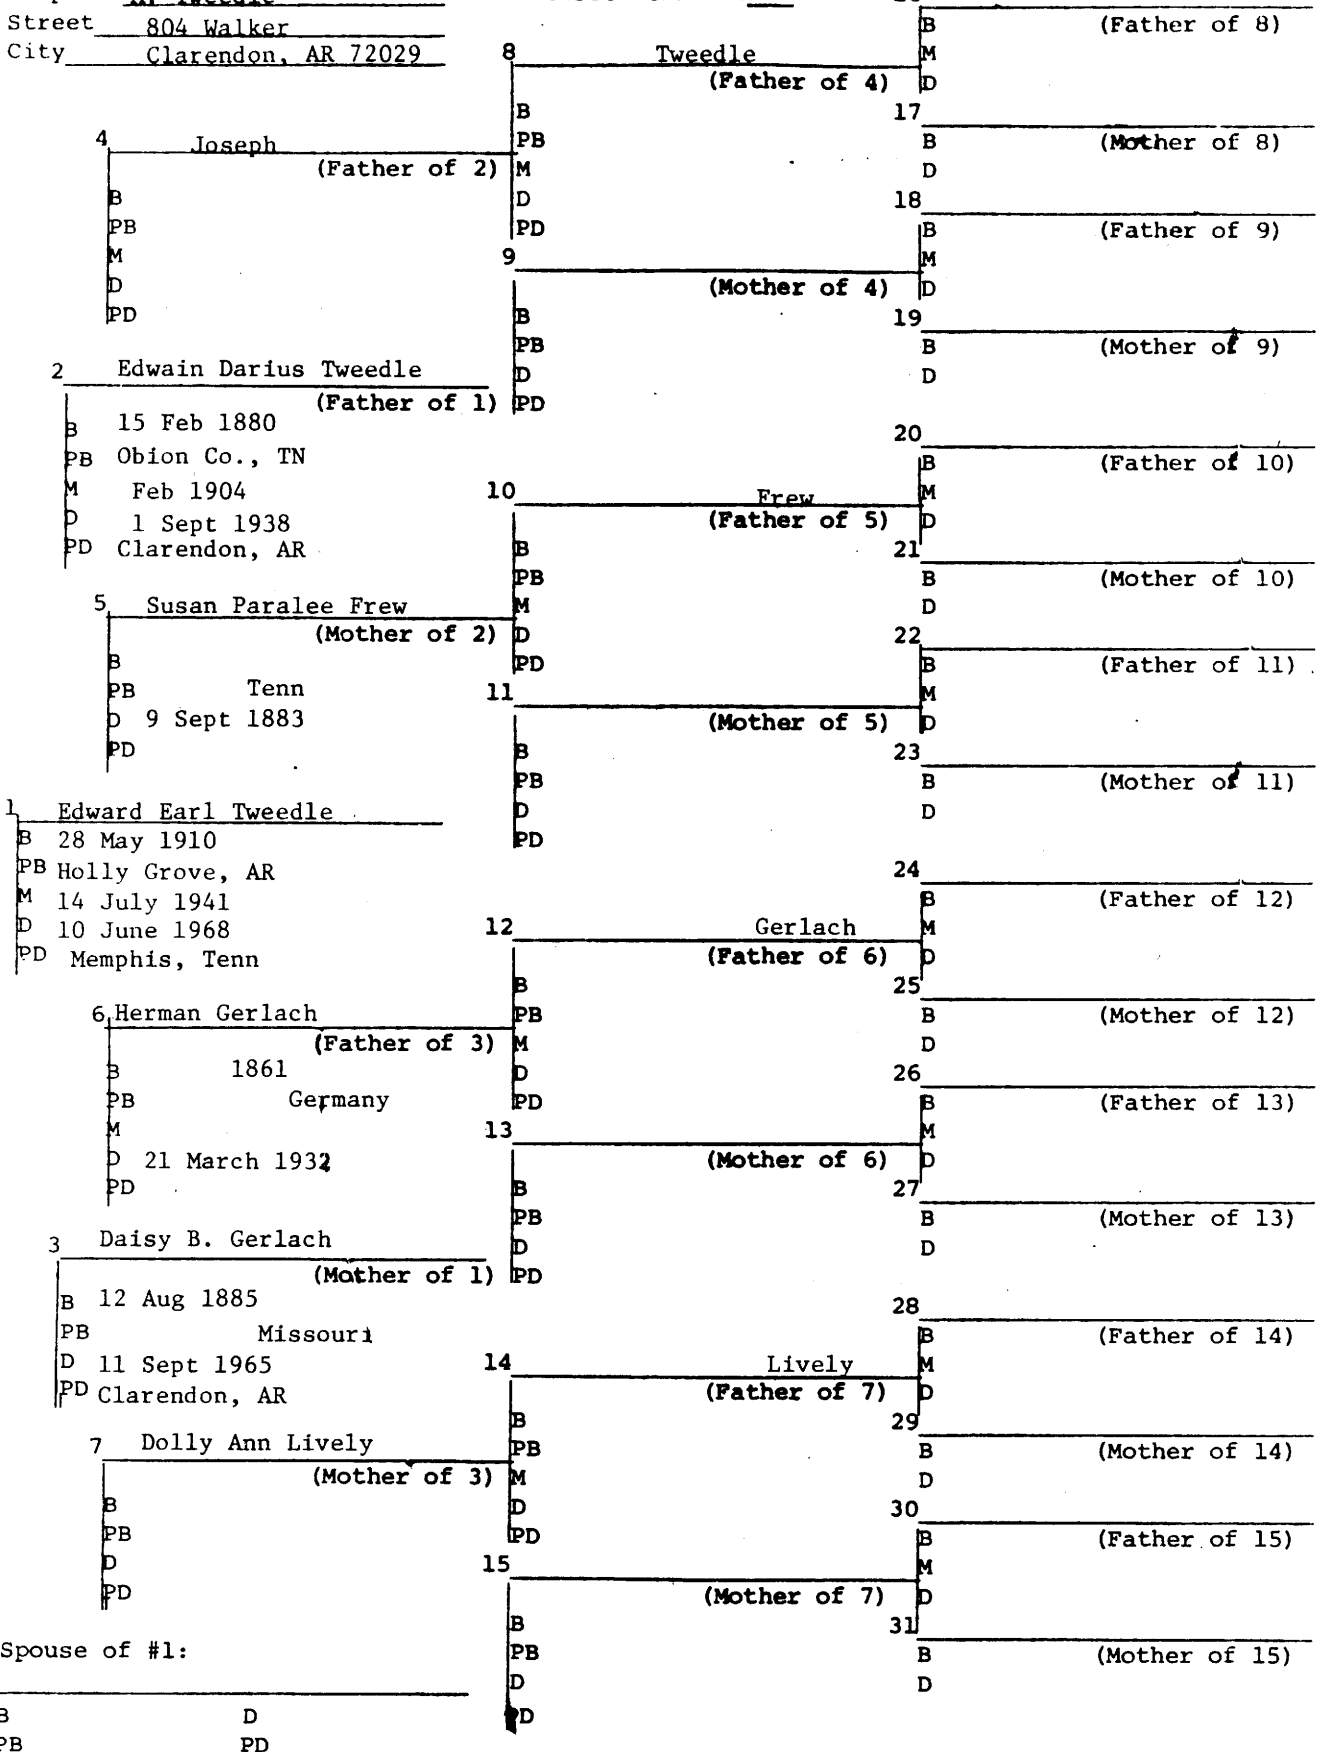 Street 804 Walker
City Clarendon, AR 72029
4 Joseph
(Father of 2)
B
PB
M
D
PD
2 Edwain Darius Tweedle
(Father of 1)
B 15 Feb 1880
PB Obion Co., TN
M Feb 1904
D 1 Sept 1938
PD Clarendon, AR
5 Susan Paralee Frew
(Mother of 2)
B
PB Tenn
D 9 Sept 1883
PD
1 Edward Earl Tweedle
B 28 May 1910
PB Holly Grove, AR
M 14 July 1941
D 10 June 1968
PD Memphis, Tenn
6 Herman Gerlach
(Father of 3)
B 1861
PB Germany
M
D 21 March 1932
PD
3 Daisy B. Gerlach
(Mother of 1)
B 12 Aug 1885
PB Missouri
D 11 Sept 1965
PD Clarendon, AR
7 Dolly Ann Lively
(Mother of 3)
B
PB
D
PD
Spouse of #1:
B D
PB PD
8 Tweedle
(Father of 4)
B
PB
M
D
PD
9
(Mother of 4)
B
PB
D
PD
10 Frew
(Father of 5)
B
PB
M
D
PD
11
(Mother of 5)
B
PB
D
PD
12 Gerlach
(Father of 6)
B
PB
M
D
PD
13
(Mother of 6)
B
PB
D
PD
14 Lively
(Father of 7)
B
PB
M
D
PD
15
(Mother of 7)
B
PB
D
PD
B (Father of 8)
M
D
17
B (Mother of 8)
D
18
B (Father of 9)
M
D
19
B (Mother of 9)
D
20
B (Father of 10)
M
D
21
B (Mother of 10)
D
22
B (Father of 11)
M
D
23
B (Mother of 11)
D
24
B (Father of 12)
M
D
25
B (Mother of 12)
D
26
B (Father of 13)
M
D
27
B (Mother of 13)
D
28
B (Father of 14)
M
D
29
B (Mother of 14)
D
30
B (Father of 15)
M
D
31
B (Mother of 15)
D